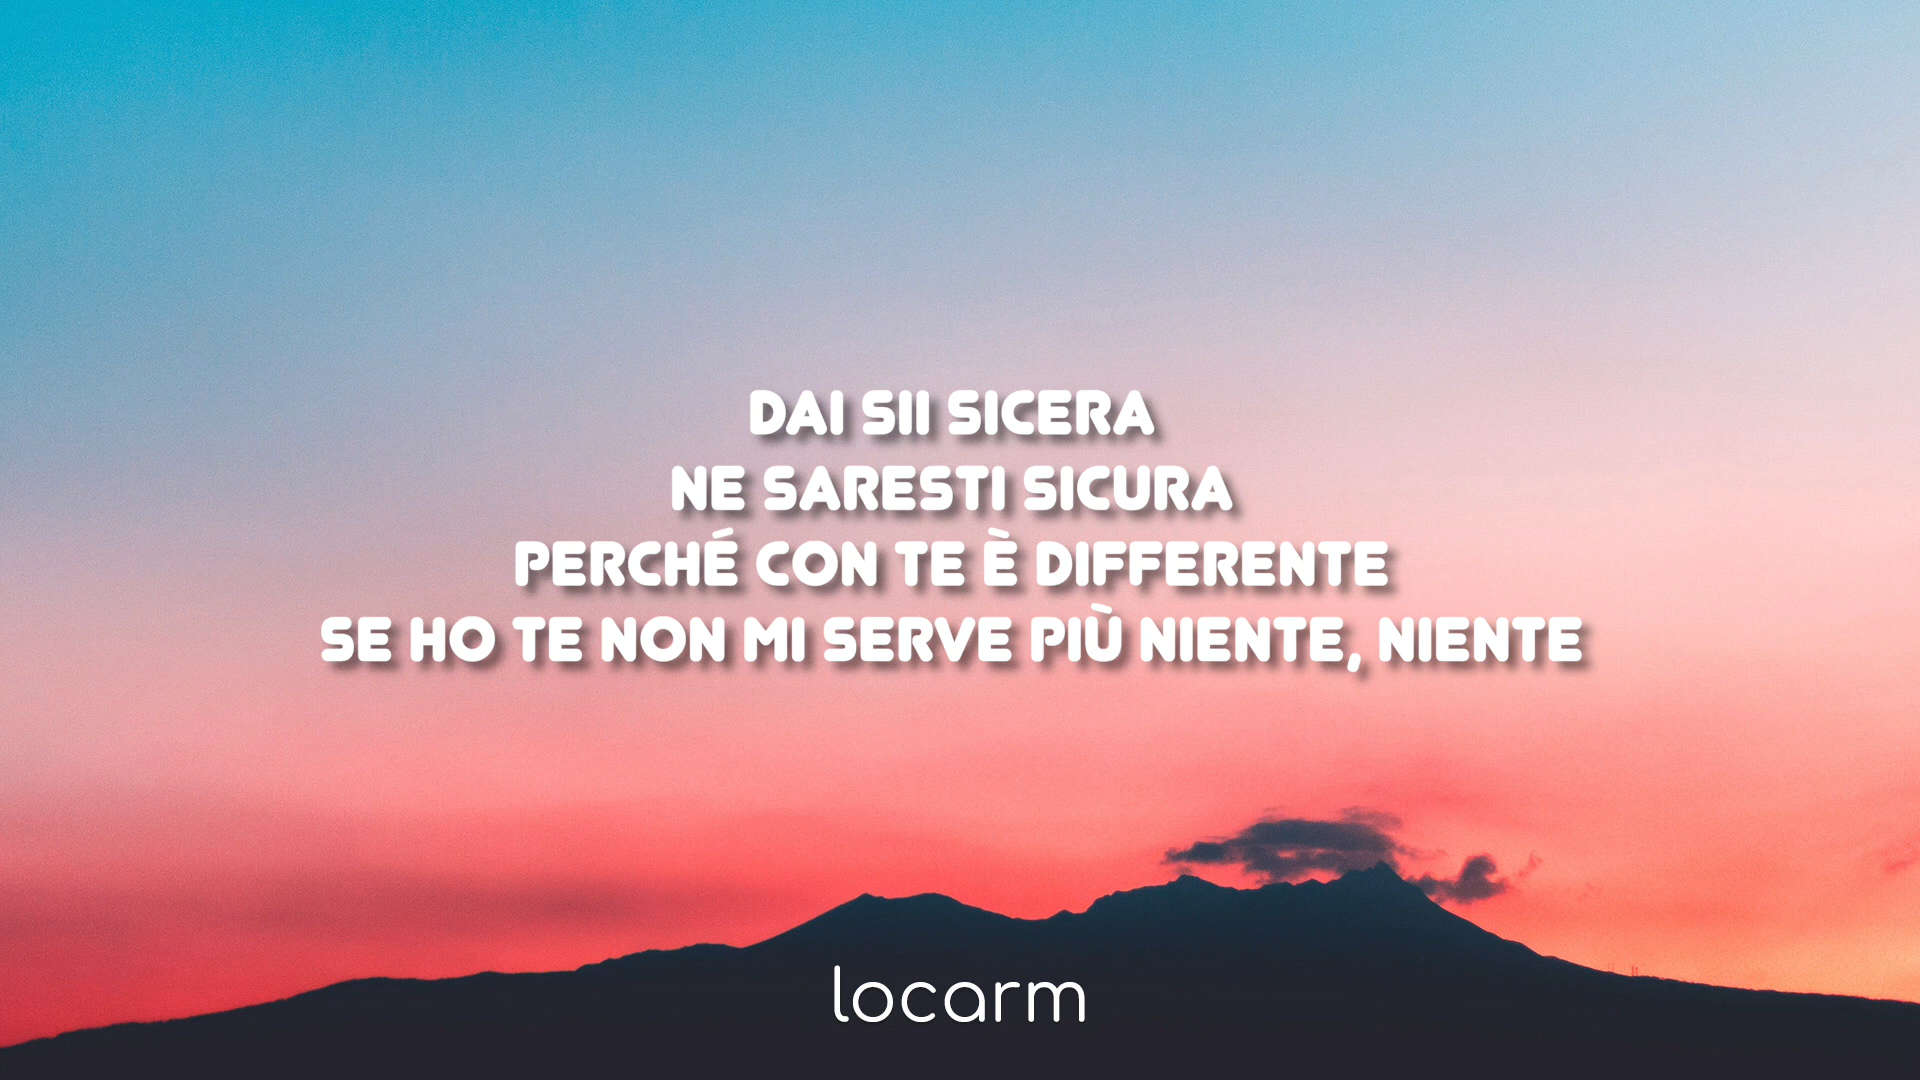 DAI SII SICERA
NE SARESTI SICURA
PERCHÉ CON TE È DIFFERENTE
SE HO TE NON MI SERVE PIÙ NIENTE, NIENTE
locarm